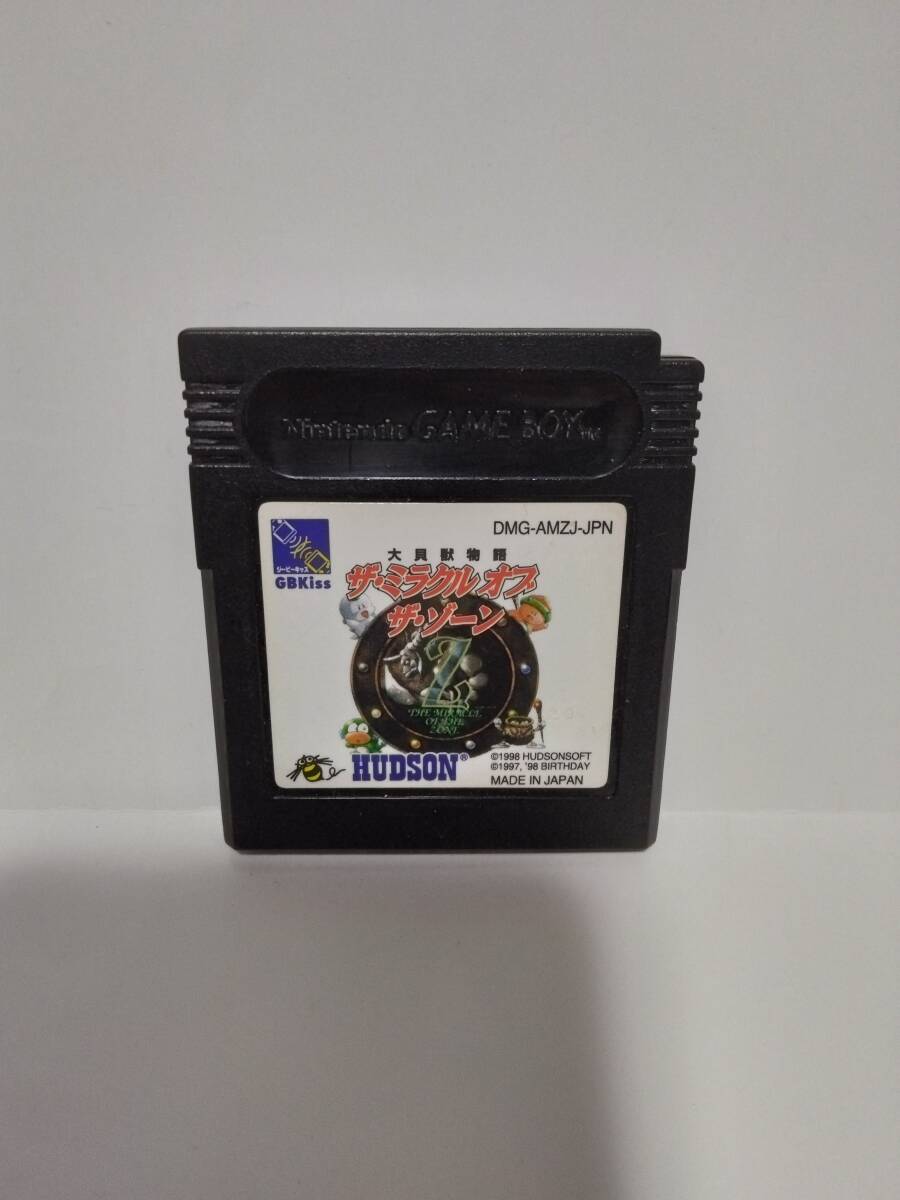 Nintendo GAME BOY TM
DMG-AMZJ-JPN
ジーピーキッス
GBKiss
大貝獣物語
ザ・ミラクル オブ
ザ・ゾーン
Z
THE MIRACLE
OF THE
ZONE
HUDSON®
©1998 HUDSONSOFT
©1997, '98 BIRTHDAY
MADE IN JAPAN